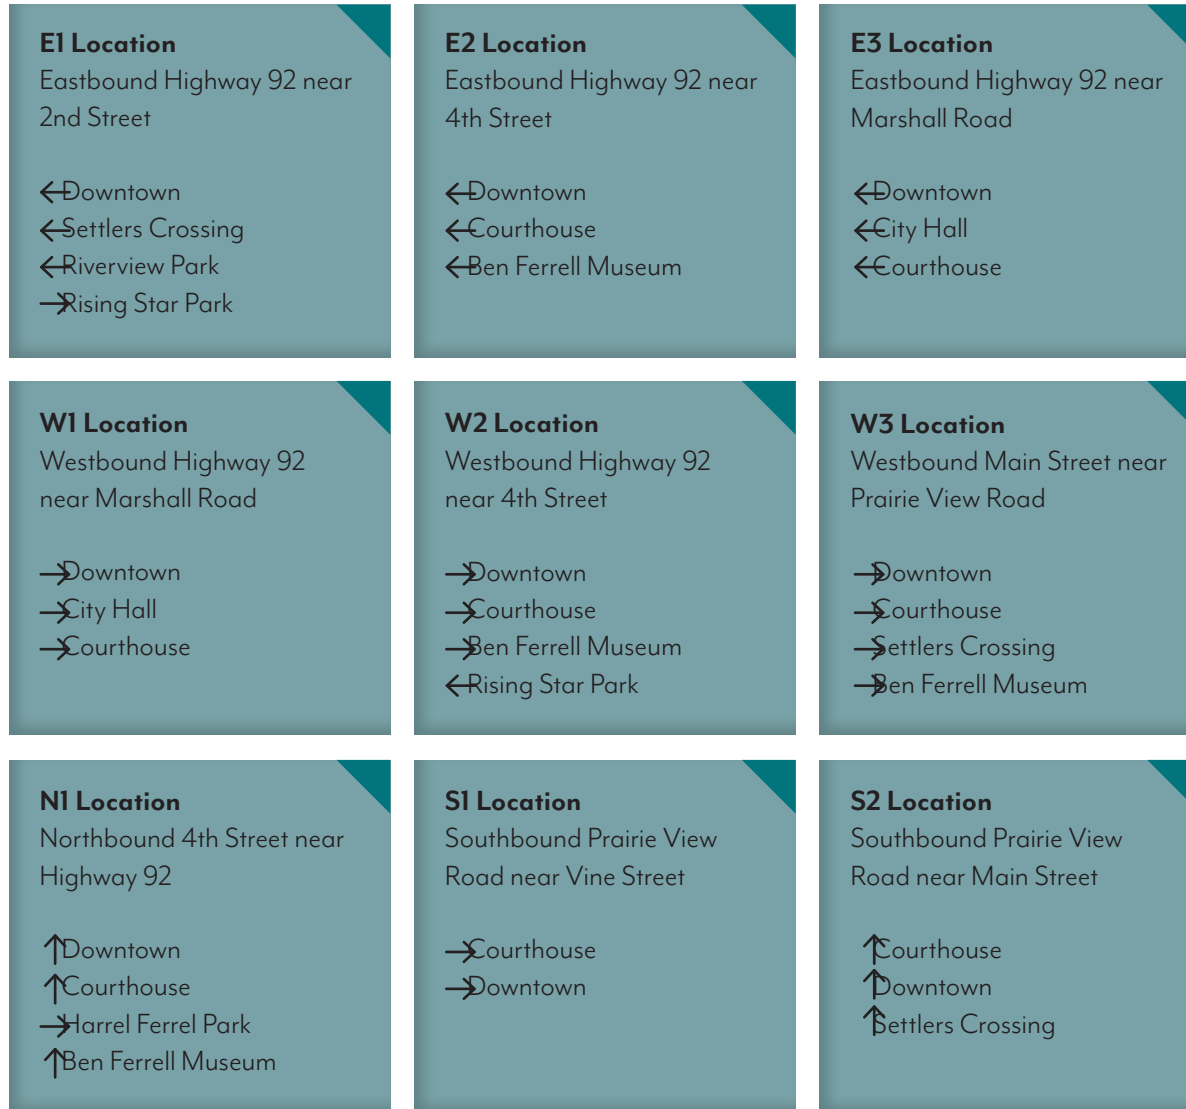 E1 Location
Eastbound Highway 92 near
2nd Street
← Downtown
← Settlers Crossing
← Riverview Park
→ Rising Star Park
E2 Location
Eastbound Highway 92 near
4th Street
← Downtown
← Courthouse
← Ben Ferrell Museum
E3 Location
Eastbound Highway 92 near
Marshall Road
← Downtown
← City Hall
← Courthouse
W1 Location
Westbound Highway 92
near Marshall Road
→ Downtown
→ City Hall
→ Courthouse
W2 Location
Westbound Highway 92
near 4th Street
→ Downtown
→ Courthouse
→ Ben Ferrell Museum
← Rising Star Park
W3 Location
Westbound Main Street near
Prairie View Road
→ Downtown
→ Courthouse
→ Settlers Crossing
→ Ben Ferrell Museum
N1 Location
Northbound 4th Street near
Highway 92
↑ Downtown
↑ Courthouse
→ Harrel Ferrel Park
↑ Ben Ferrell Museum
S1 Location
Southbound Prairie View
Road near Vine Street
→ Courthouse
→ Downtown
S2 Location
Southbound Prairie View
Road near Main Street
↑ Courthouse
↑ Downtown
↑ Settlers Crossing